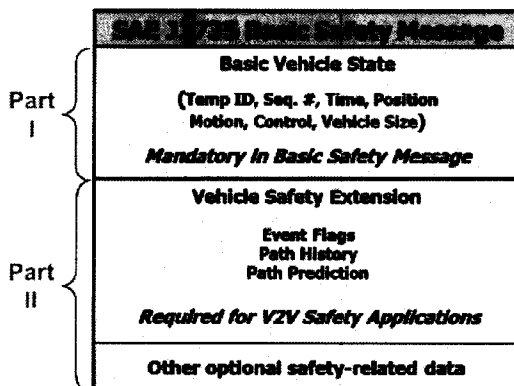 SAE J2735 Basic Safety Message
Part
I
Basic Vehicle State
(Temp ID, Seq. #, Time, Position
Motion, Control, Vehicle Size)
Mandatory in Basic Safety Message
Part
II
Vehicle Safety Extension
Event Flags
Path History
Path Prediction
Required for V2V Safety Applications
Other optional safety-related data